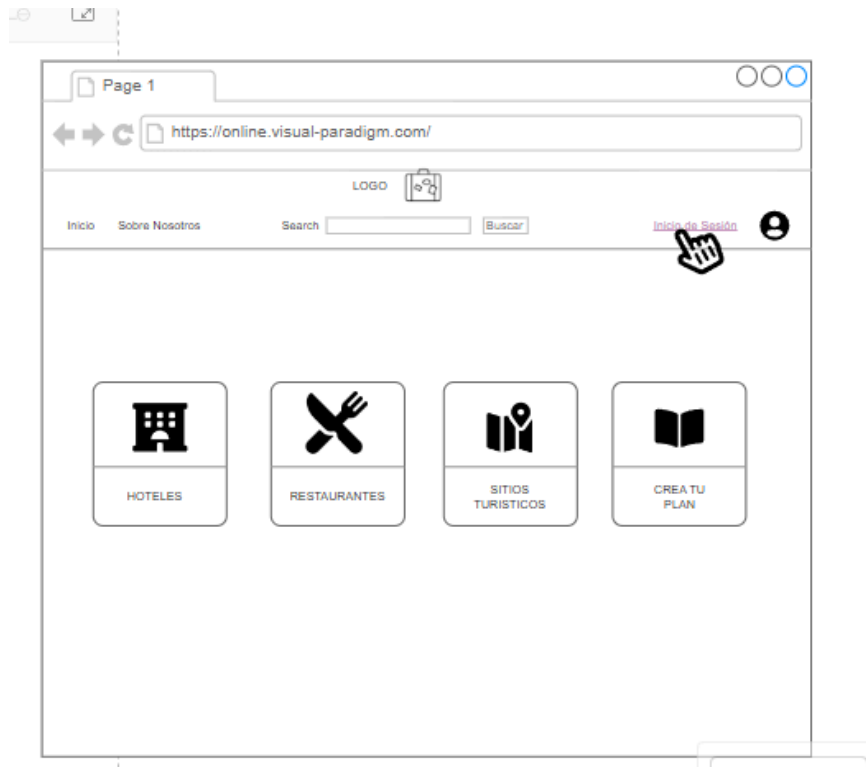 Page 1
https://online.visual-paradigm.com/
LOGO
Inicio Sobre Nosotros Search Buscar Inicio de Sesión
HOTELES
RESTAURANTES
SITIOS
TURISTICOS
CREA TU
PLAN